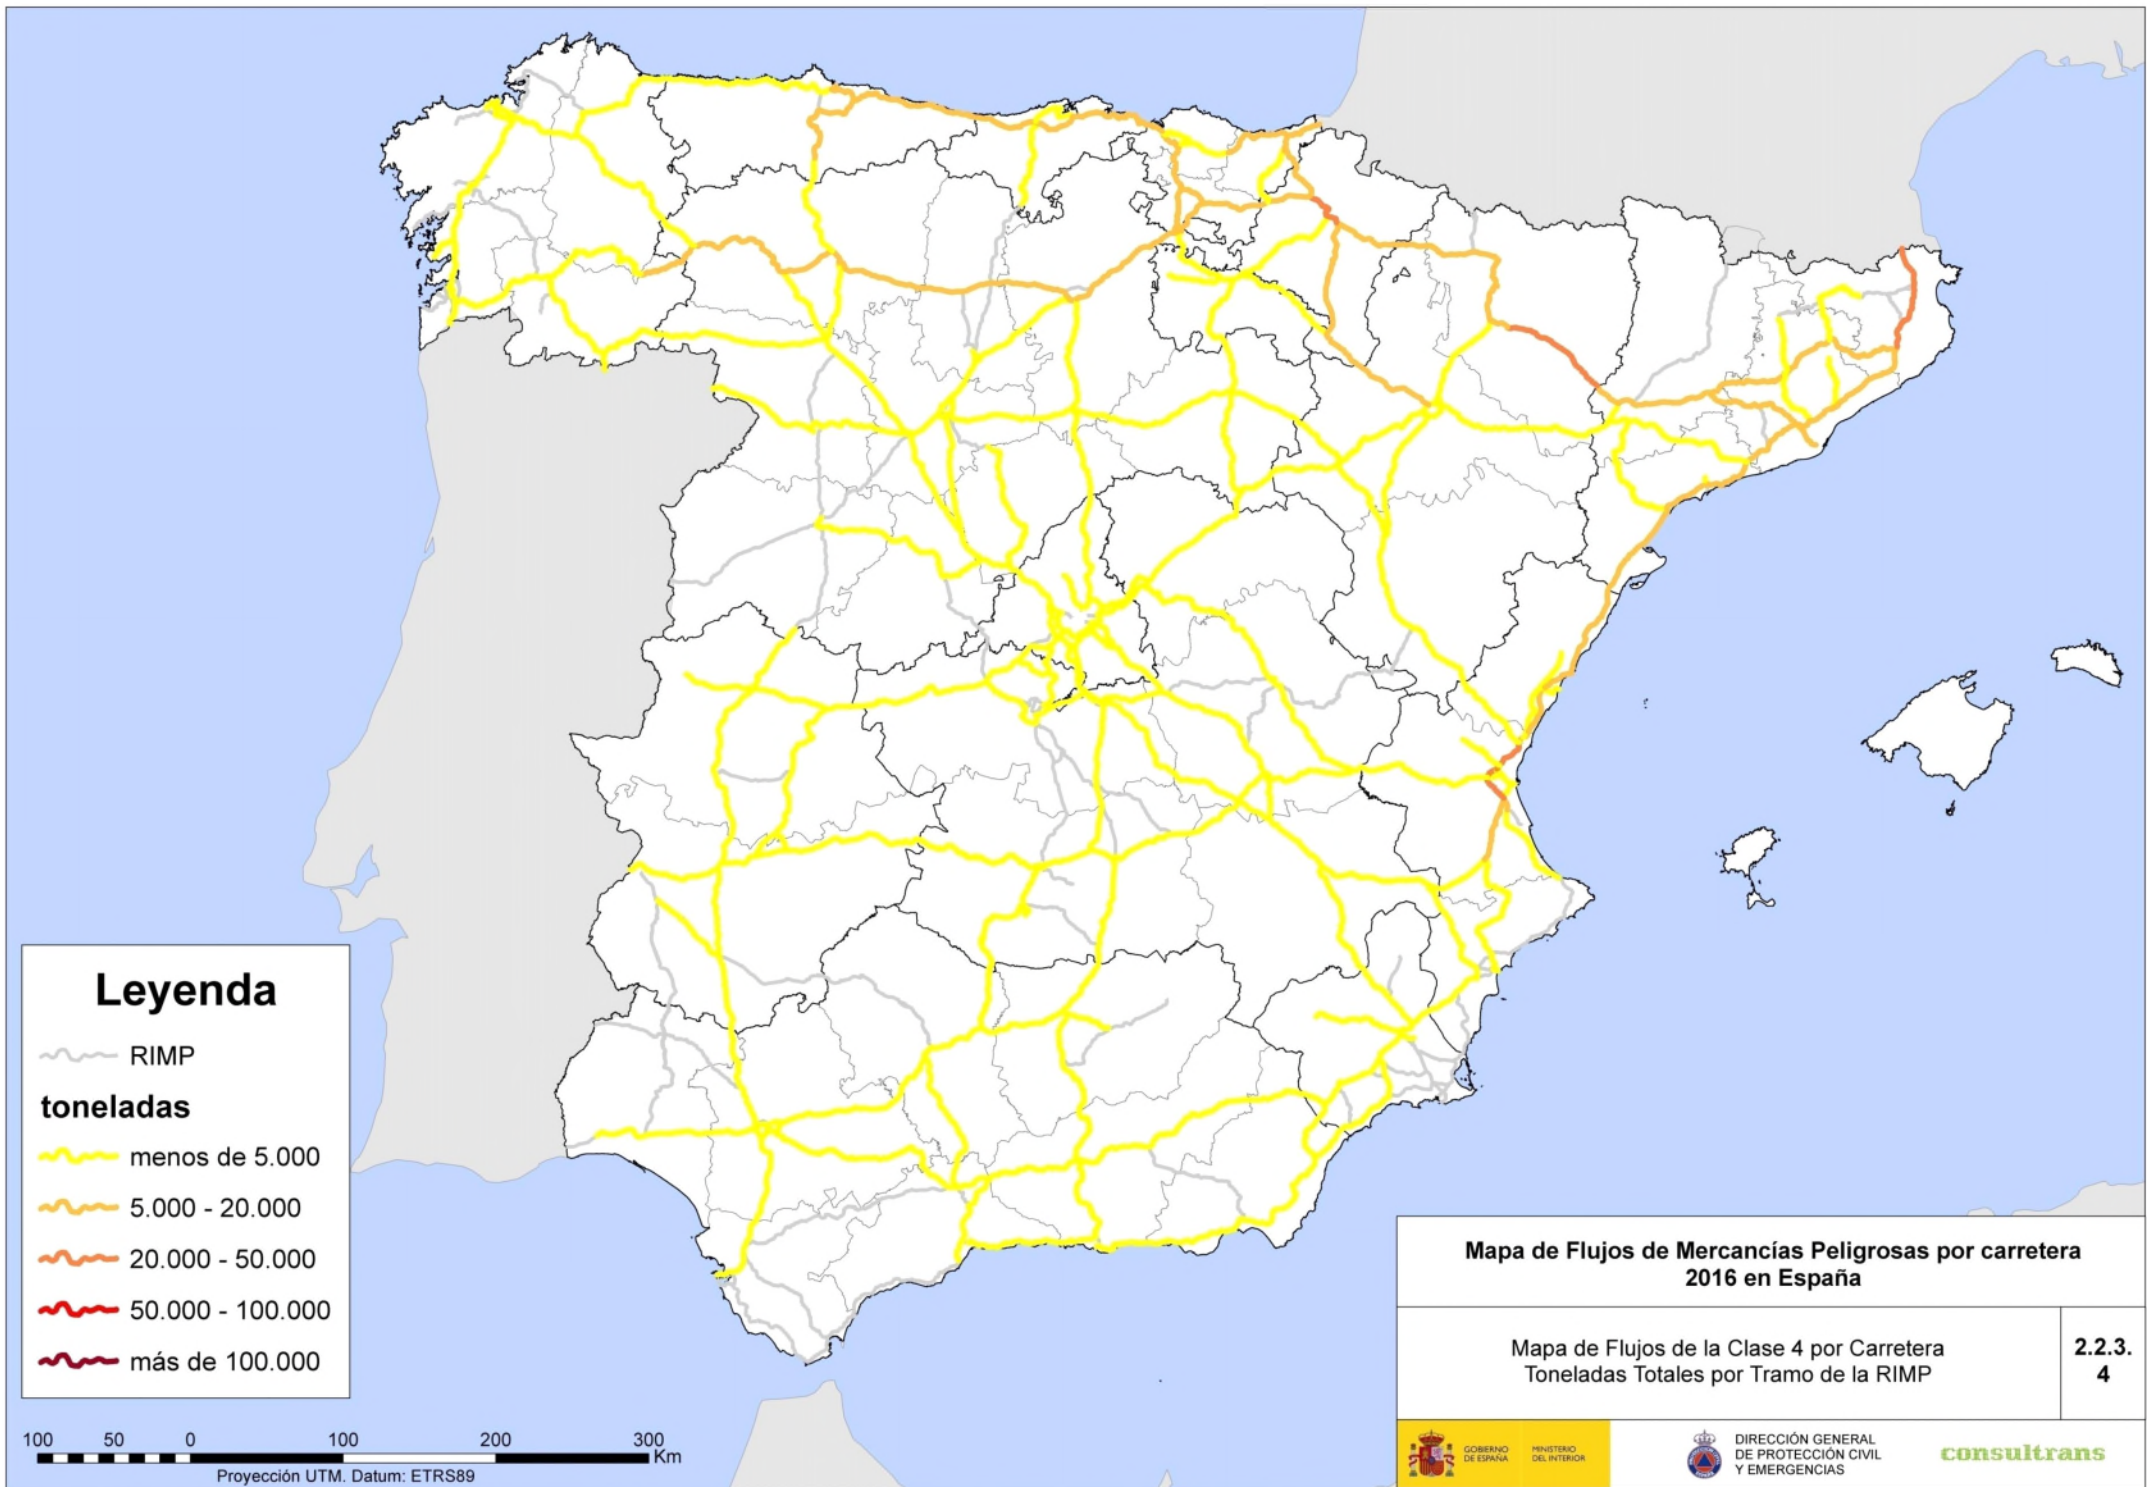 Leyenda
RIMP
toneladas
menos de 5.000
5.000 - 20.000
20.000 - 50.000
50.000 - 100.000
más de 100.000
100 50 0 100 200 300
Km
Proyección UTM. Datum: ETRS89
Mapa de Flujos de Mercancías Peligrosas por carretera
2016 en España
Mapa de Flujos de la Clase 4 por Carretera
Toneladas Totales por Tramo de la RIMP
2.2.3.
4
GOBIERNO
DE ESPAÑA
MINISTERIO
DEL INTERIOR
DIRECCIÓN GENERAL
DE PROTECCIÓN CIVIL
Y EMERGENCIAS
consultrans